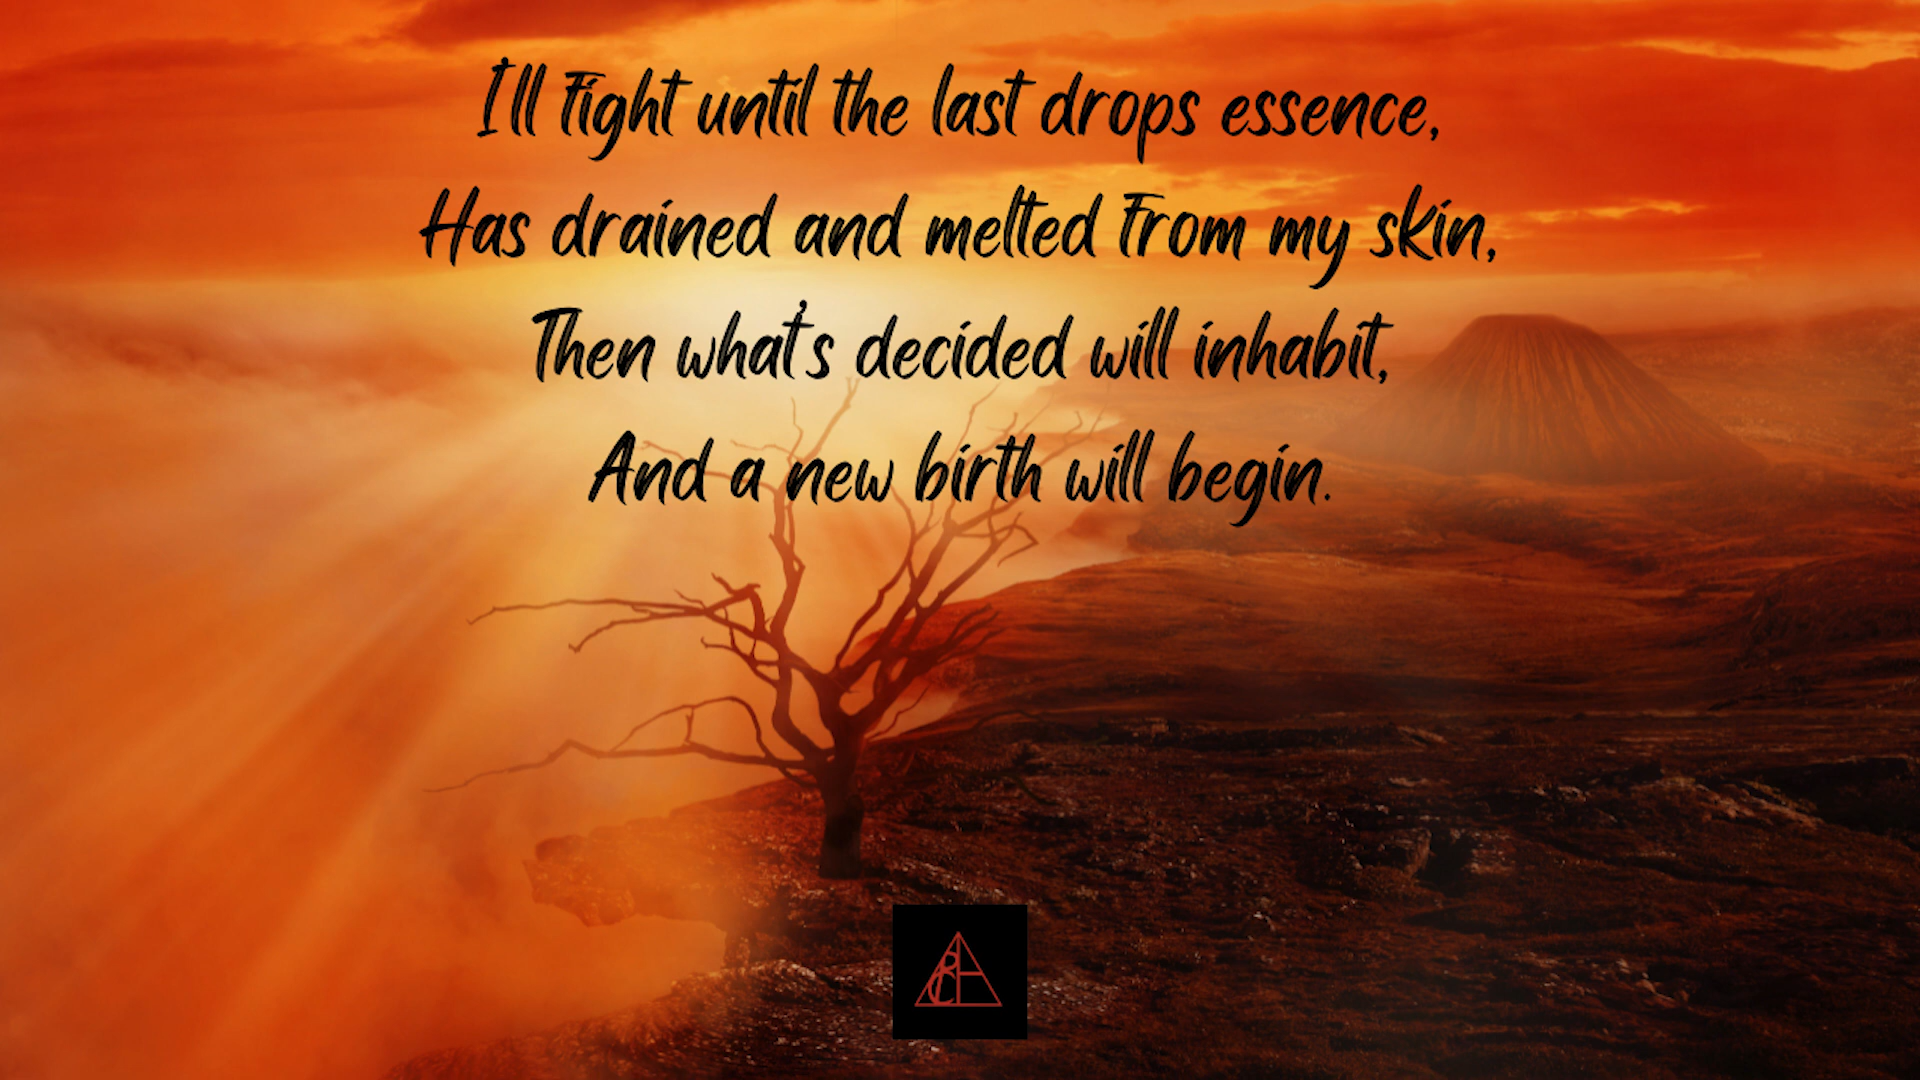 I'll fight until the last drops essence,
Has drained and melted from my skin,
Then what's decided will inhabit,
And a new birth will begin.